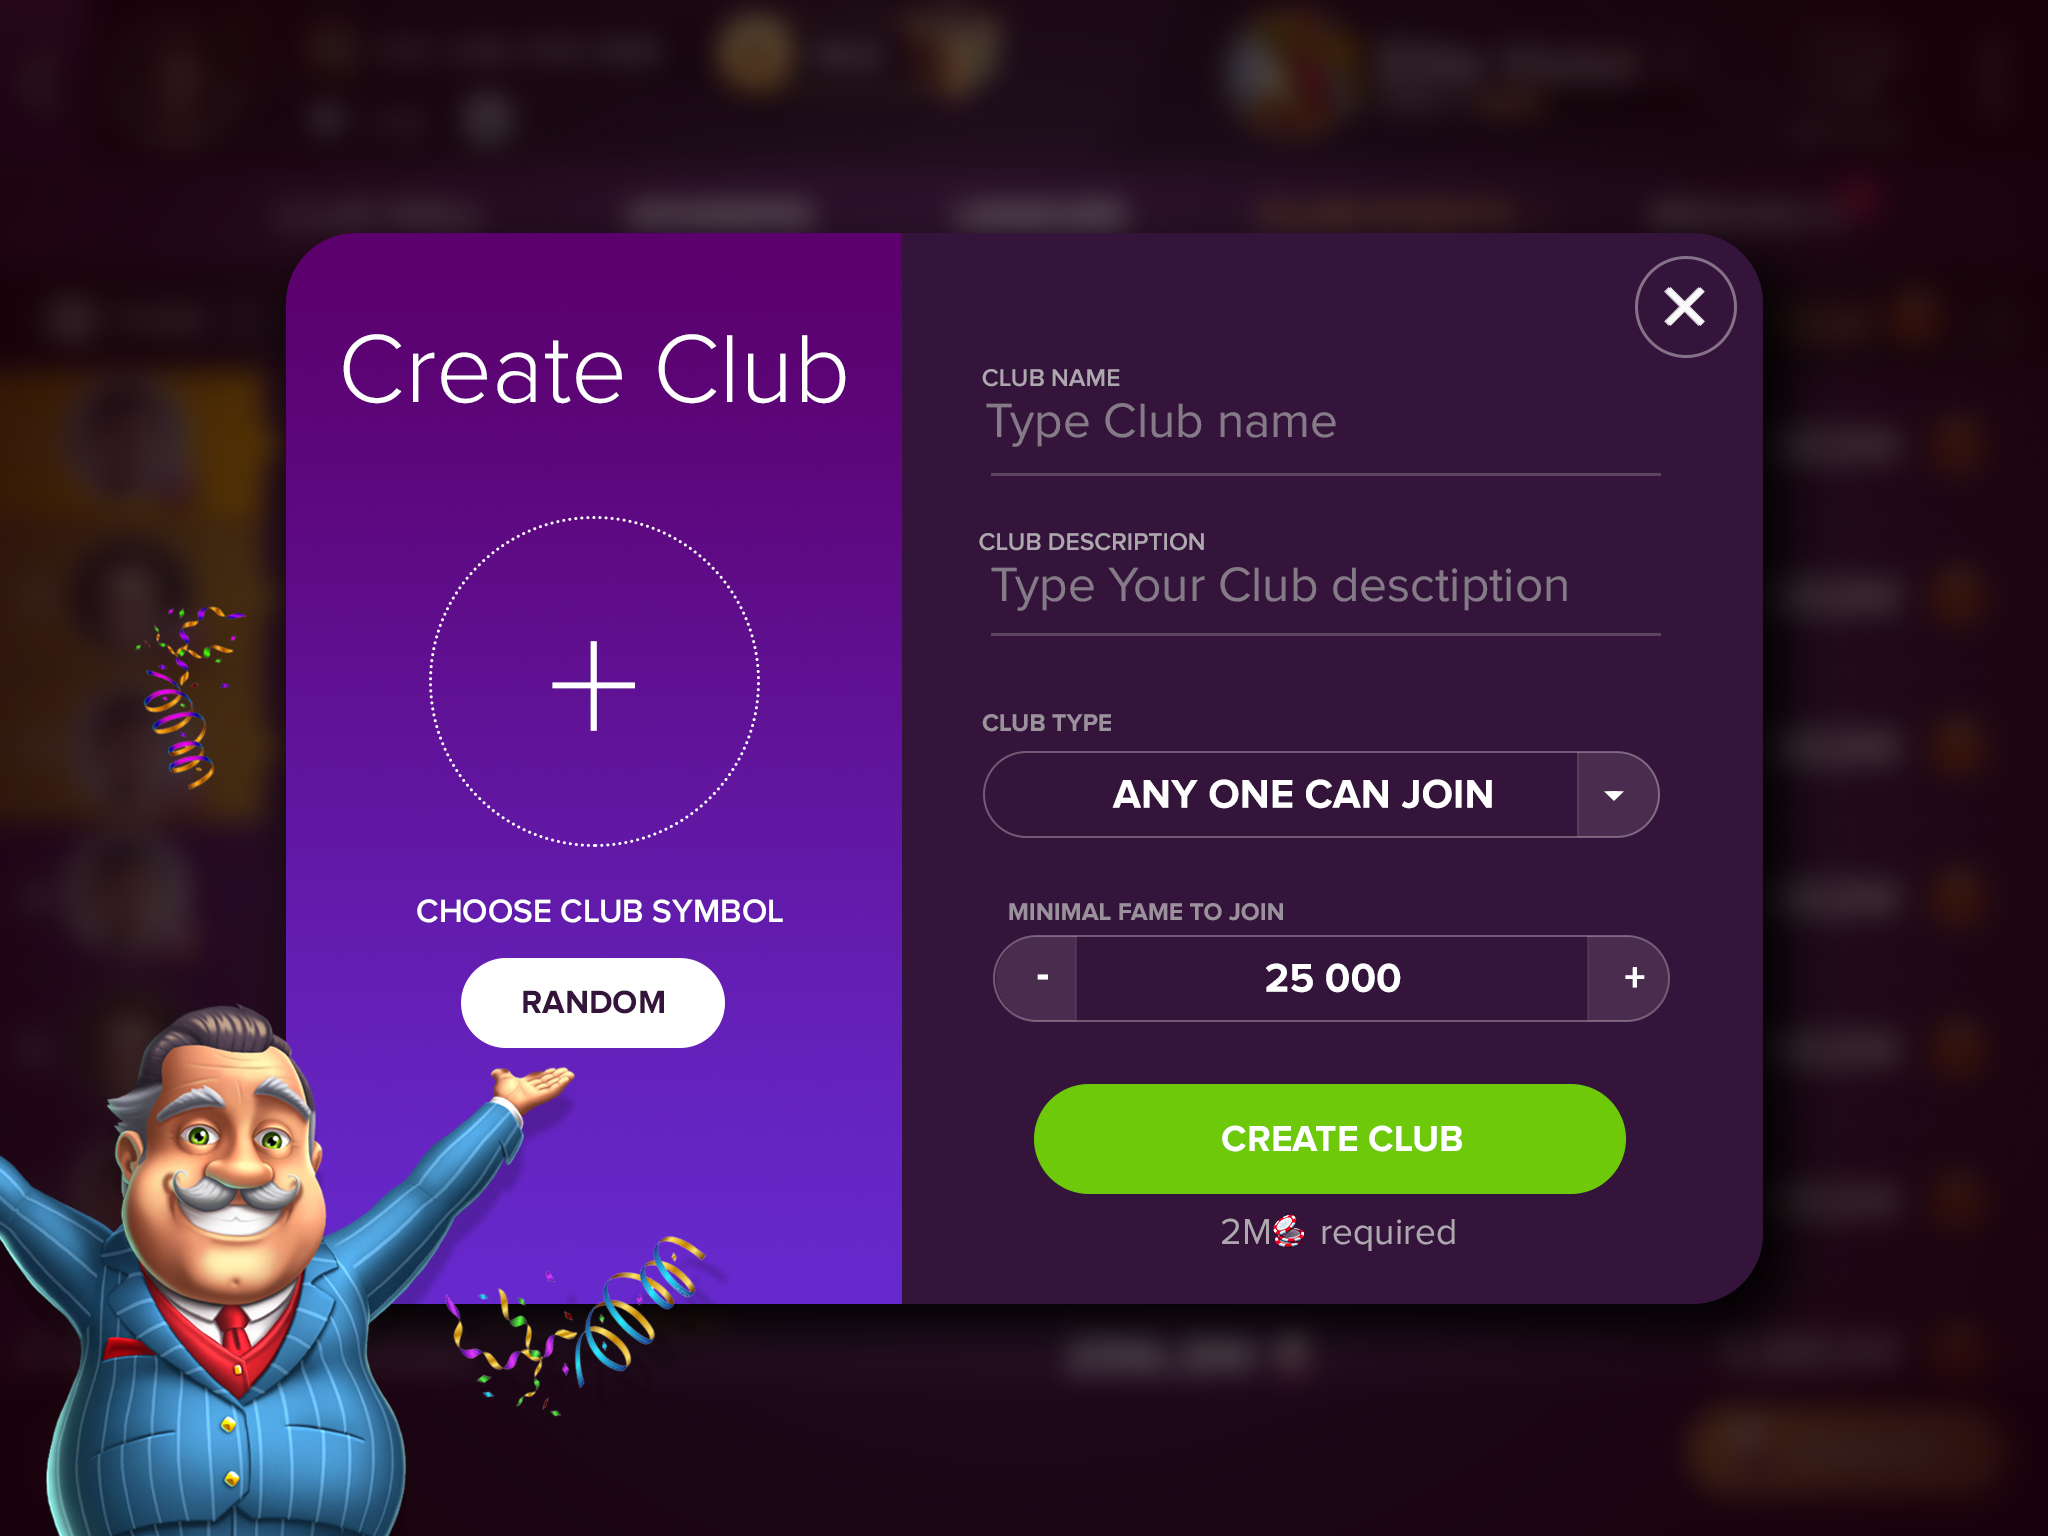 Create Club
CHOOSE CLUB SYMBOL
RANDOM
CLUB NAME
Type Club name
CLUB DESCRIPTION
Type Your Club desctiption
CLUB TYPE
ANY ONE CAN JOIN
MINIMAL FAME TO JOIN
- 25 000 +
CREATE CLUB
2M required